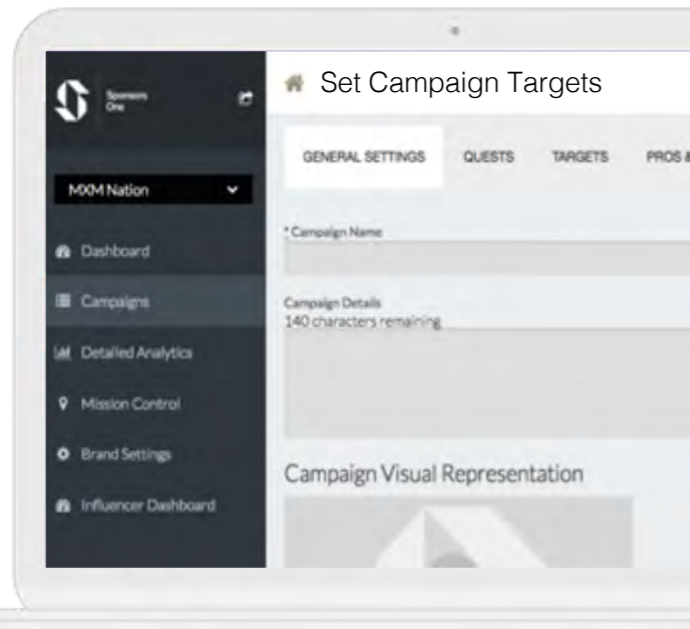 Sponsors
One
Set Campaign Targets
MXM Nation
Dashboard
Campaigns
Detailed Analytics
Mission Control
Brand Settings
Influencer Dashboard
GENERAL SETTINGS QUESTS TARGETS PROS &
* Campaign Name
Campaign Details
140 characters remaining
Campaign Visual Representation